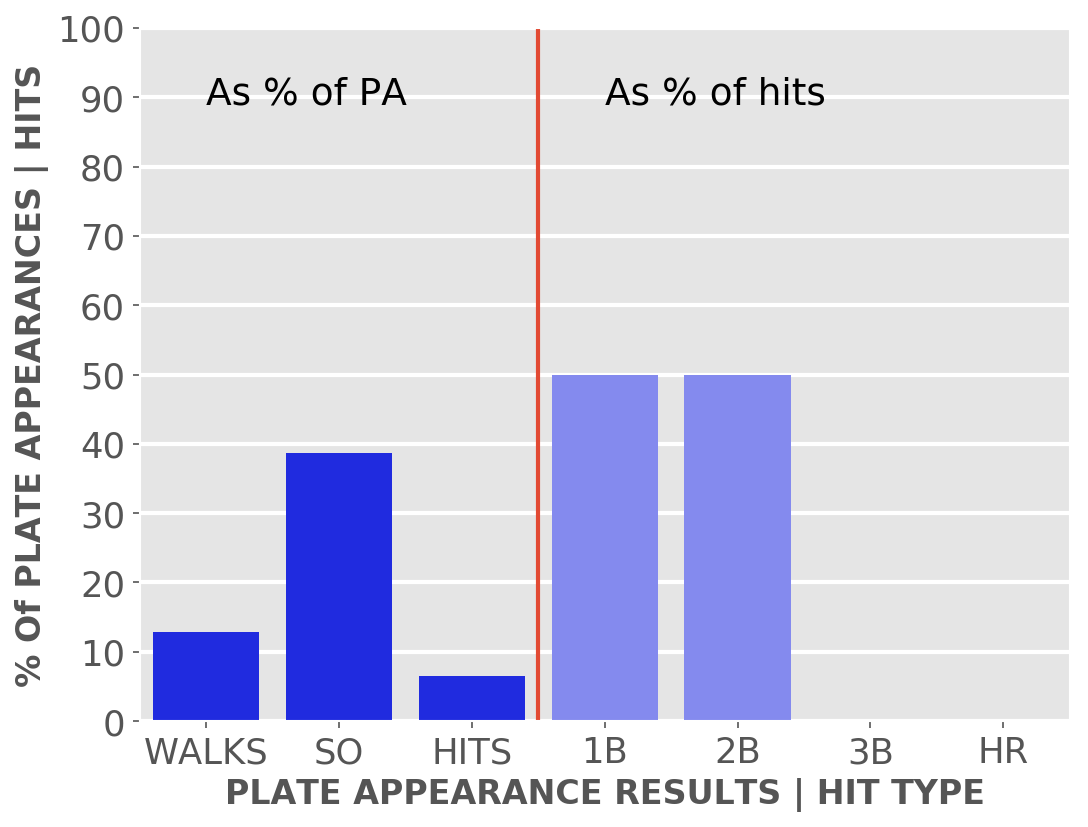 100
90
80
70
60
50
40
30
20
10
0
% Of PLATE APPEARANCES | HITS
As % of PA
As % of hits
WALKS SO HITS 1B 2B 3B HR
PLATE APPEARANCE RESULTS | HIT TYPE